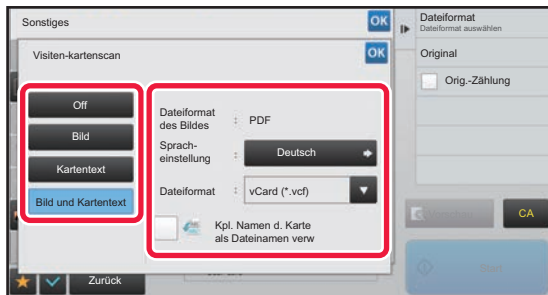 Sonstiges
OK
Dateiformat
Dateiformat auswählen
Visiten-kartenscan
OK
Original
Orig.-Zählung
Off
Bild
Kartentext
Bild und Kartentext
Dateiformat
des Bildes : PDF
Sprach-
einstellung : Deutsch
Dateiformat : vCard (*.vcf)
Kpl. Namen d. Karte
als Dateinamen verw
CA
Start
Zurück